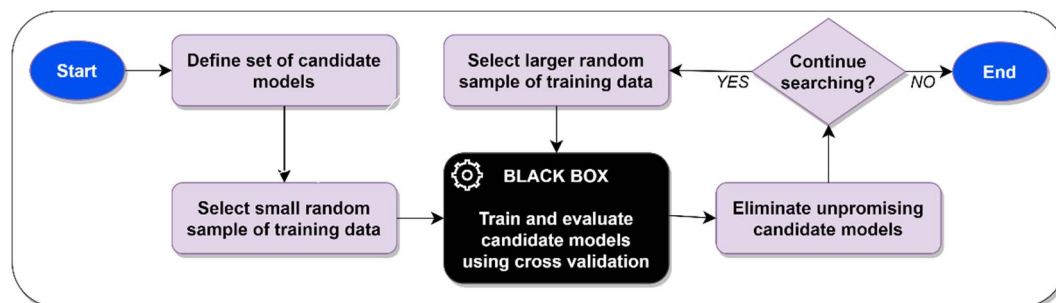 Start
Define set of candidate
models
Select small random
sample of training data
Select larger random
sample of training data
BLACK BOX
Train and evaluate
candidate models
using cross validation
Eliminate unpromising
candidate models
Continue
searching?
YES
NO
End